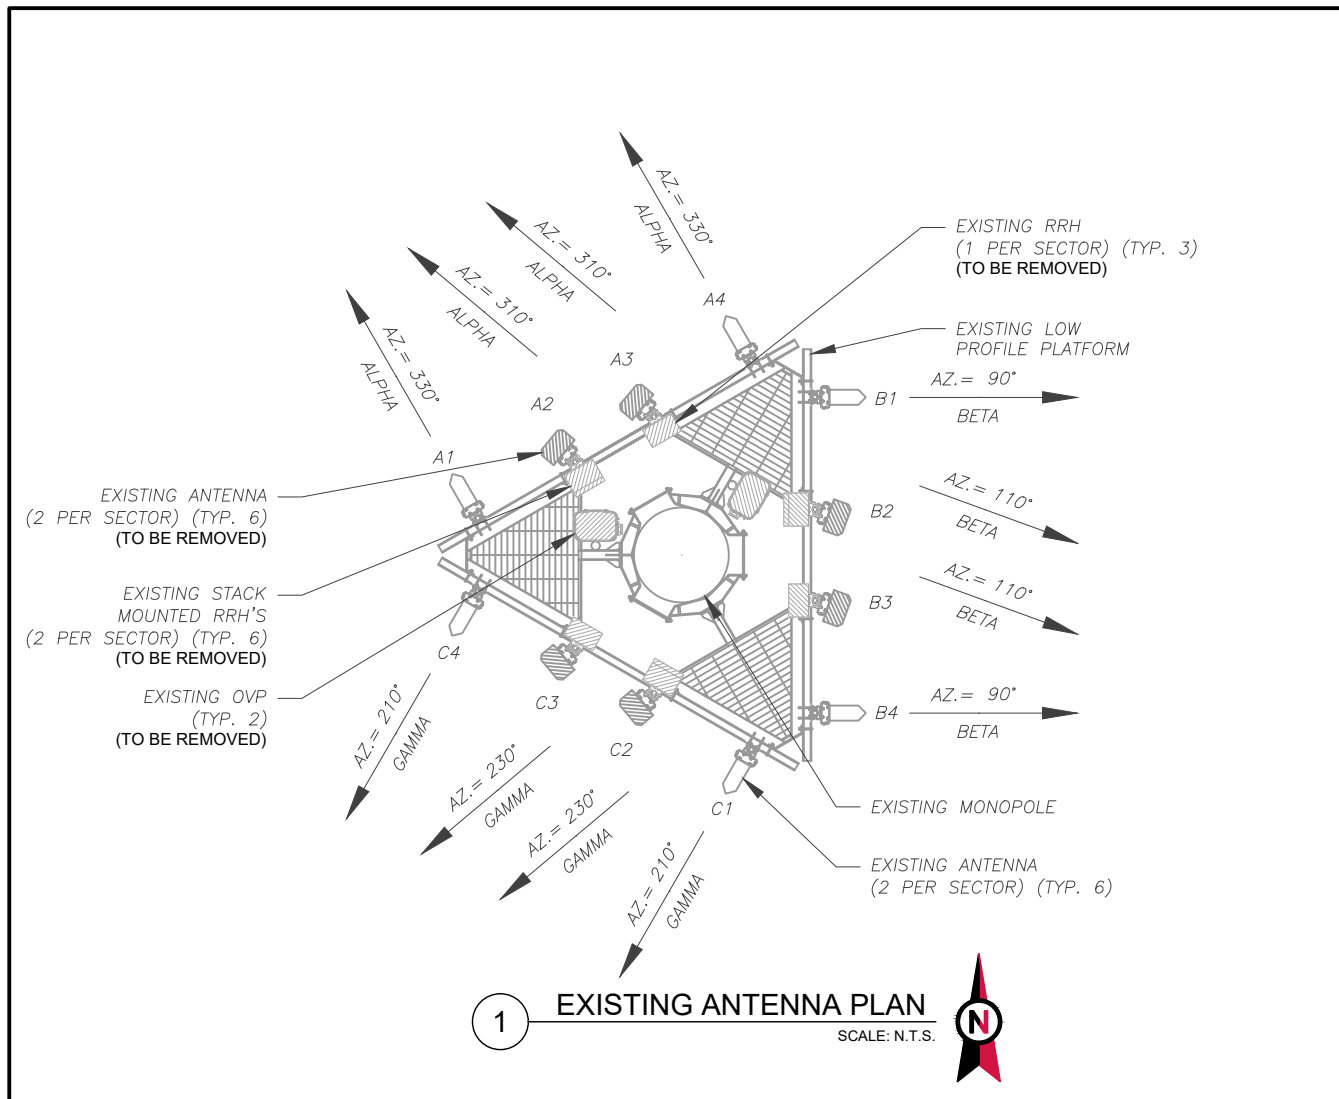 AZ.= 330°
ALPHA
AZ.= 310°
ALPHA
AZ.= 310°
ALPHA
AZ.= 330°
ALPHA
A4
A3
A2
A1
EXISTING RRH
(1 PER SECTOR) (TYP. 3)
(TO BE REMOVED)
EXISTING LOW
PROFILE PLATFORM
AZ.= 90°
B1
BETA
AZ.= 110°
B2
BETA
AZ.= 110°
B3
BETA
AZ.= 90°
B4
BETA
EXISTING ANTENNA
(2 PER SECTOR) (TYP. 6)
(TO BE REMOVED)
EXISTING STACK
MOUNTED RRH'S
(2 PER SECTOR) (TYP. 6)
(TO BE REMOVED)
EXISTING OVP
(TYP. 2)
(TO BE REMOVED)
C4
C3
C2
C1
AZ.= 210°
GAMMA
AZ.= 230°
GAMMA
AZ.= 230°
GAMMA
AZ.= 210°
GAMMA
EXISTING MONOPOLE
EXISTING ANTENNA
(2 PER SECTOR) (TYP. 6)
1
EXISTING ANTENNA PLAN
SCALE: N.T.S.
N